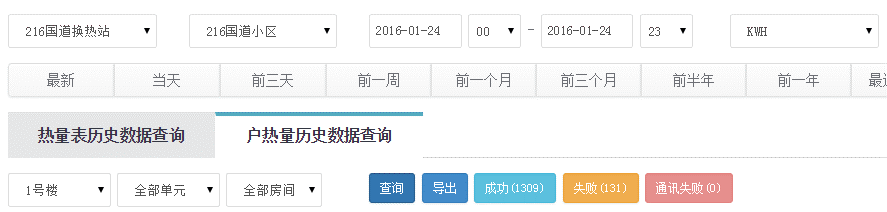 216国道换热站 216国道小区 2016-01-24 00 - 2016-01-24 23 KWH
最新 当天 前三天 前一周 前一个月 前三个月 前半年 前一年
热量表历史数据查询 户热量历史数据查询
1号楼 全部单元 全部房间 查询 导出 成功(1309) 失败(131) 通讯失败(0)